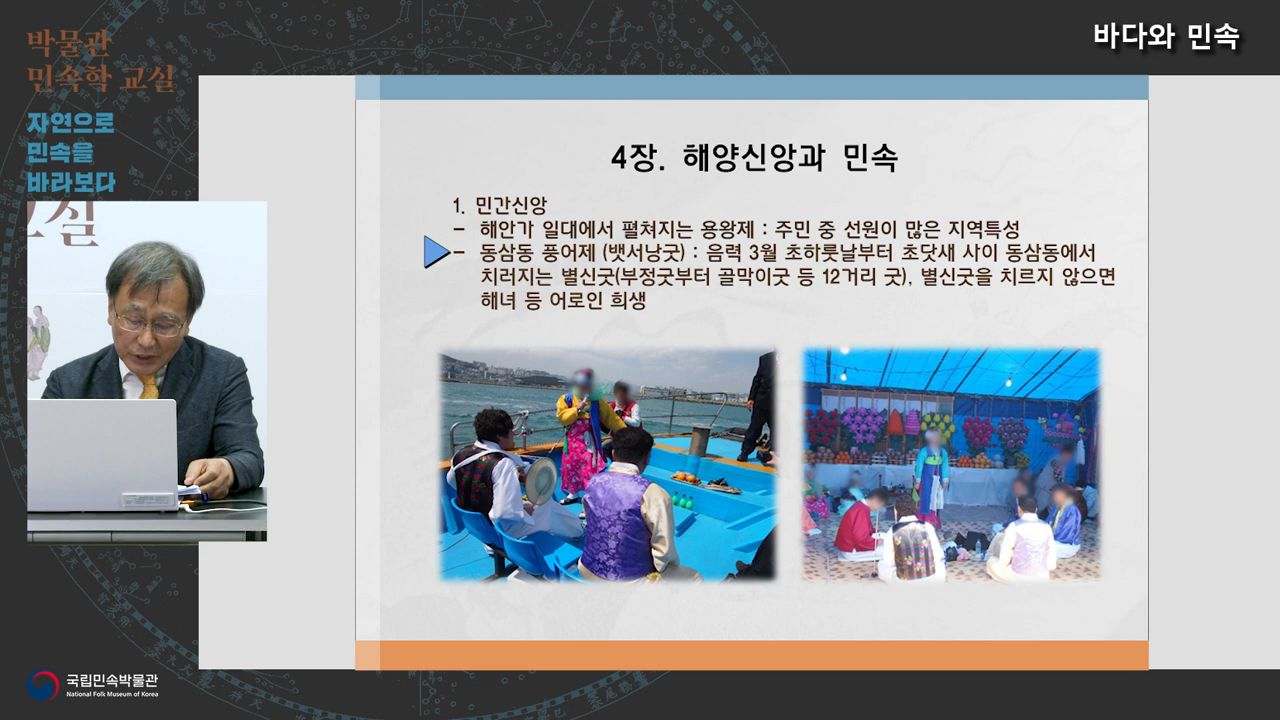 바다와 민속
박물관
민속학 교실
자연으로
민속을
바라보다
교실
4장. 해양신앙과 민속
1. 민간신앙
- 해안가 일대에서 펼쳐지는 용왕제 : 주민 중 선원이 많은 지역특성
- 동삼동 풍어제 (뱃서낭굿) : 음력 3월 초하룻날부터 초닷새 사이 동삼동에서
치러지는 별신굿(부정굿부터 골막이굿 등 12거리 굿), 별신굿을 치르지 않으면
해녀 등 어로인 희생
국립민속박물관
National Folk Museum of Korea